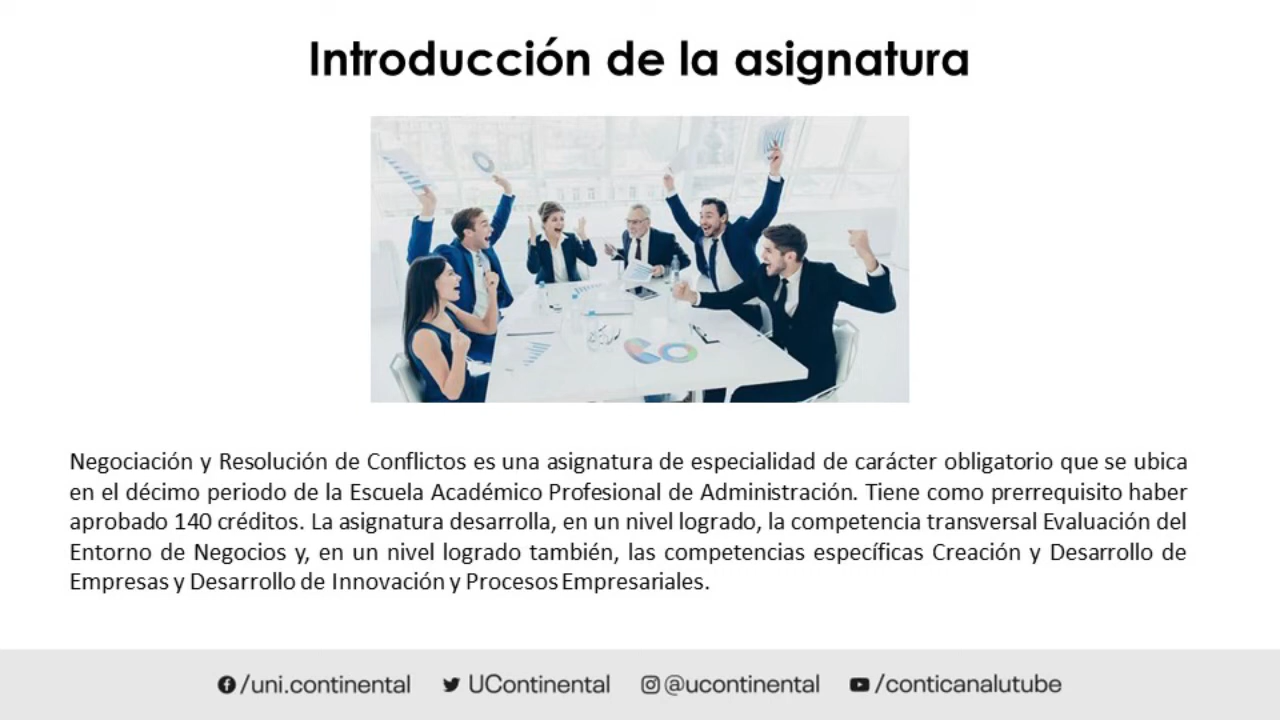 Introducción de la asignatura
Negociación y Resolución de Conflictos es una asignatura de especialidad de carácter obligatorio que se ubica
en el décimo periodo de la Escuela Académico Profesional de Administración. Tiene como prerrequisito haber
aprobado 140 créditos. La asignatura desarrolla, en un nivel logrado, la competencia transversal Evaluación del
Entorno de Negocios y, en un nivel logrado también, las competencias específicas Creación y Desarrollo de
Empresas y Desarrollo de Innovación y Procesos Empresariales.
/uni.continental UContinental @ucontinental /conticanalutube